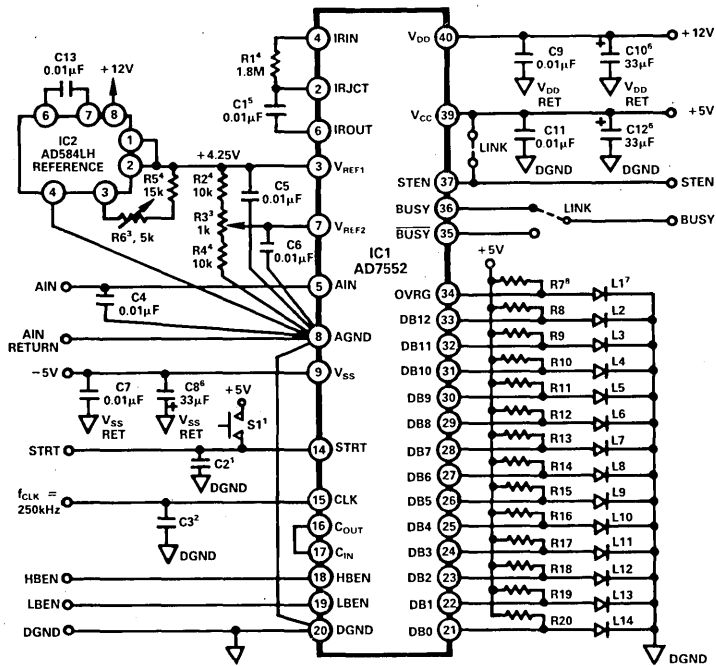 C13
0.01µF
+12V
6
7
8
IC2
AD584LH
REFERENCE
1
2
4
3
R5⁴
15k
R6³, 5k
R1⁴
1.8M
C1⁵
0.01µF
+4.25V
R2⁴
10k
R3³
1k
R4⁴
10k
C5
0.01µF
C6
0.01µF
AIN
C4
0.01µF
AIN
RETURN
−5V
C7
0.01µF
VSS
RET
C8⁶
33µF
+
VSS
RET
+5V
S1¹
STRT
C2¹
DGND
fCLK =
250kHz
C3²
DGND
HBEN
LBEN
DGND
4 IRIN
2 IRJCT
6 IROUT
3 VREF1
7 VREF2
5 AIN
8 AGND
9 VSS
14 STRT
15 CLK
16 COUT
17 CIN
18 HBEN
19 LBEN
20 DGND
IC1
AD7552
VDD 40
VCC 39
STEN 37
BUSY 36
BUSY 35
OVRG 34
DB12 33
DB11 32
DB10 31
DB9 30
DB8 29
DB7 28
DB6 27
DB5 26
DB4 25
DB3 24
DB2 23
DB1 22
DB0 21
+12V
C9
0.01µF
VDD
RET
+
C10⁶
33µF
VDD
RET
+5V
LINK
C11
0.01µF
DGND
+
C12⁶
33µF
DGND
STEN
LINK
BUSY
+5V
R7⁸ L1⁷
R8 L2
R9 L3
R10 L4
R11 L5
R12 L6
R13 L7
R14 L8
R15 L9
R16 L10
R17 L11
R18 L12
R19 L13
R20 L14
DGND